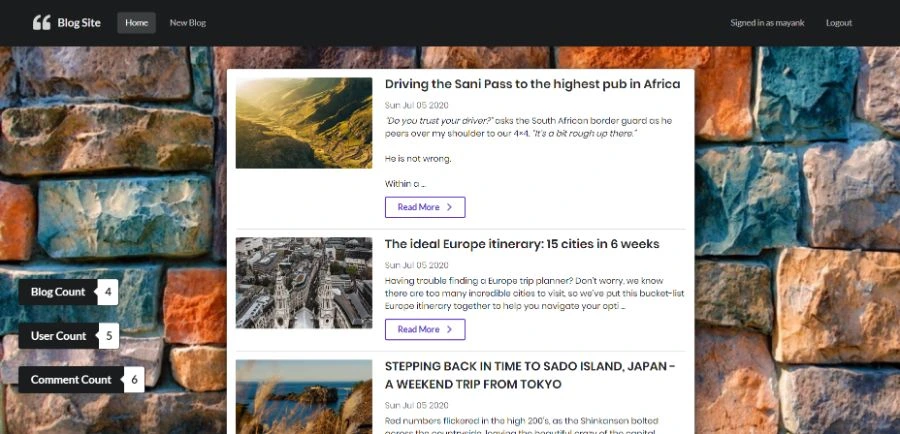 Blog Site
Home
New Blog
Signed in as mayank
Logout
Driving the Sani Pass to the highest pub in Africa
Sun Jul 05 2020
"Do you trust your driver?" asks the South African border guard as he
peers over my shoulder to our 4×4. "It's a bit rough up there."
He is not wrong.
Within a ...
Read More
The ideal Europe itinerary: 15 cities in 6 weeks
Sun Jul 05 2020
Having trouble finding a Europe trip planner? Don't worry, we know
there are too many incredible cities to visit, so we've put this bucket-list
Europe itinerary together to help you navigate your opti ...
Read More
Blog Count 4
User Count 5
Comment Count 6
STEPPING BACK IN TIME TO SADO ISLAND, JAPAN -
A WEEKEND TRIP FROM TOKYO
Sun Jul 05 2020
Red numbers flickered in the high 200's, as the Shinkansen bolted
across the countryside, leaving the beautiful crazy of the capital